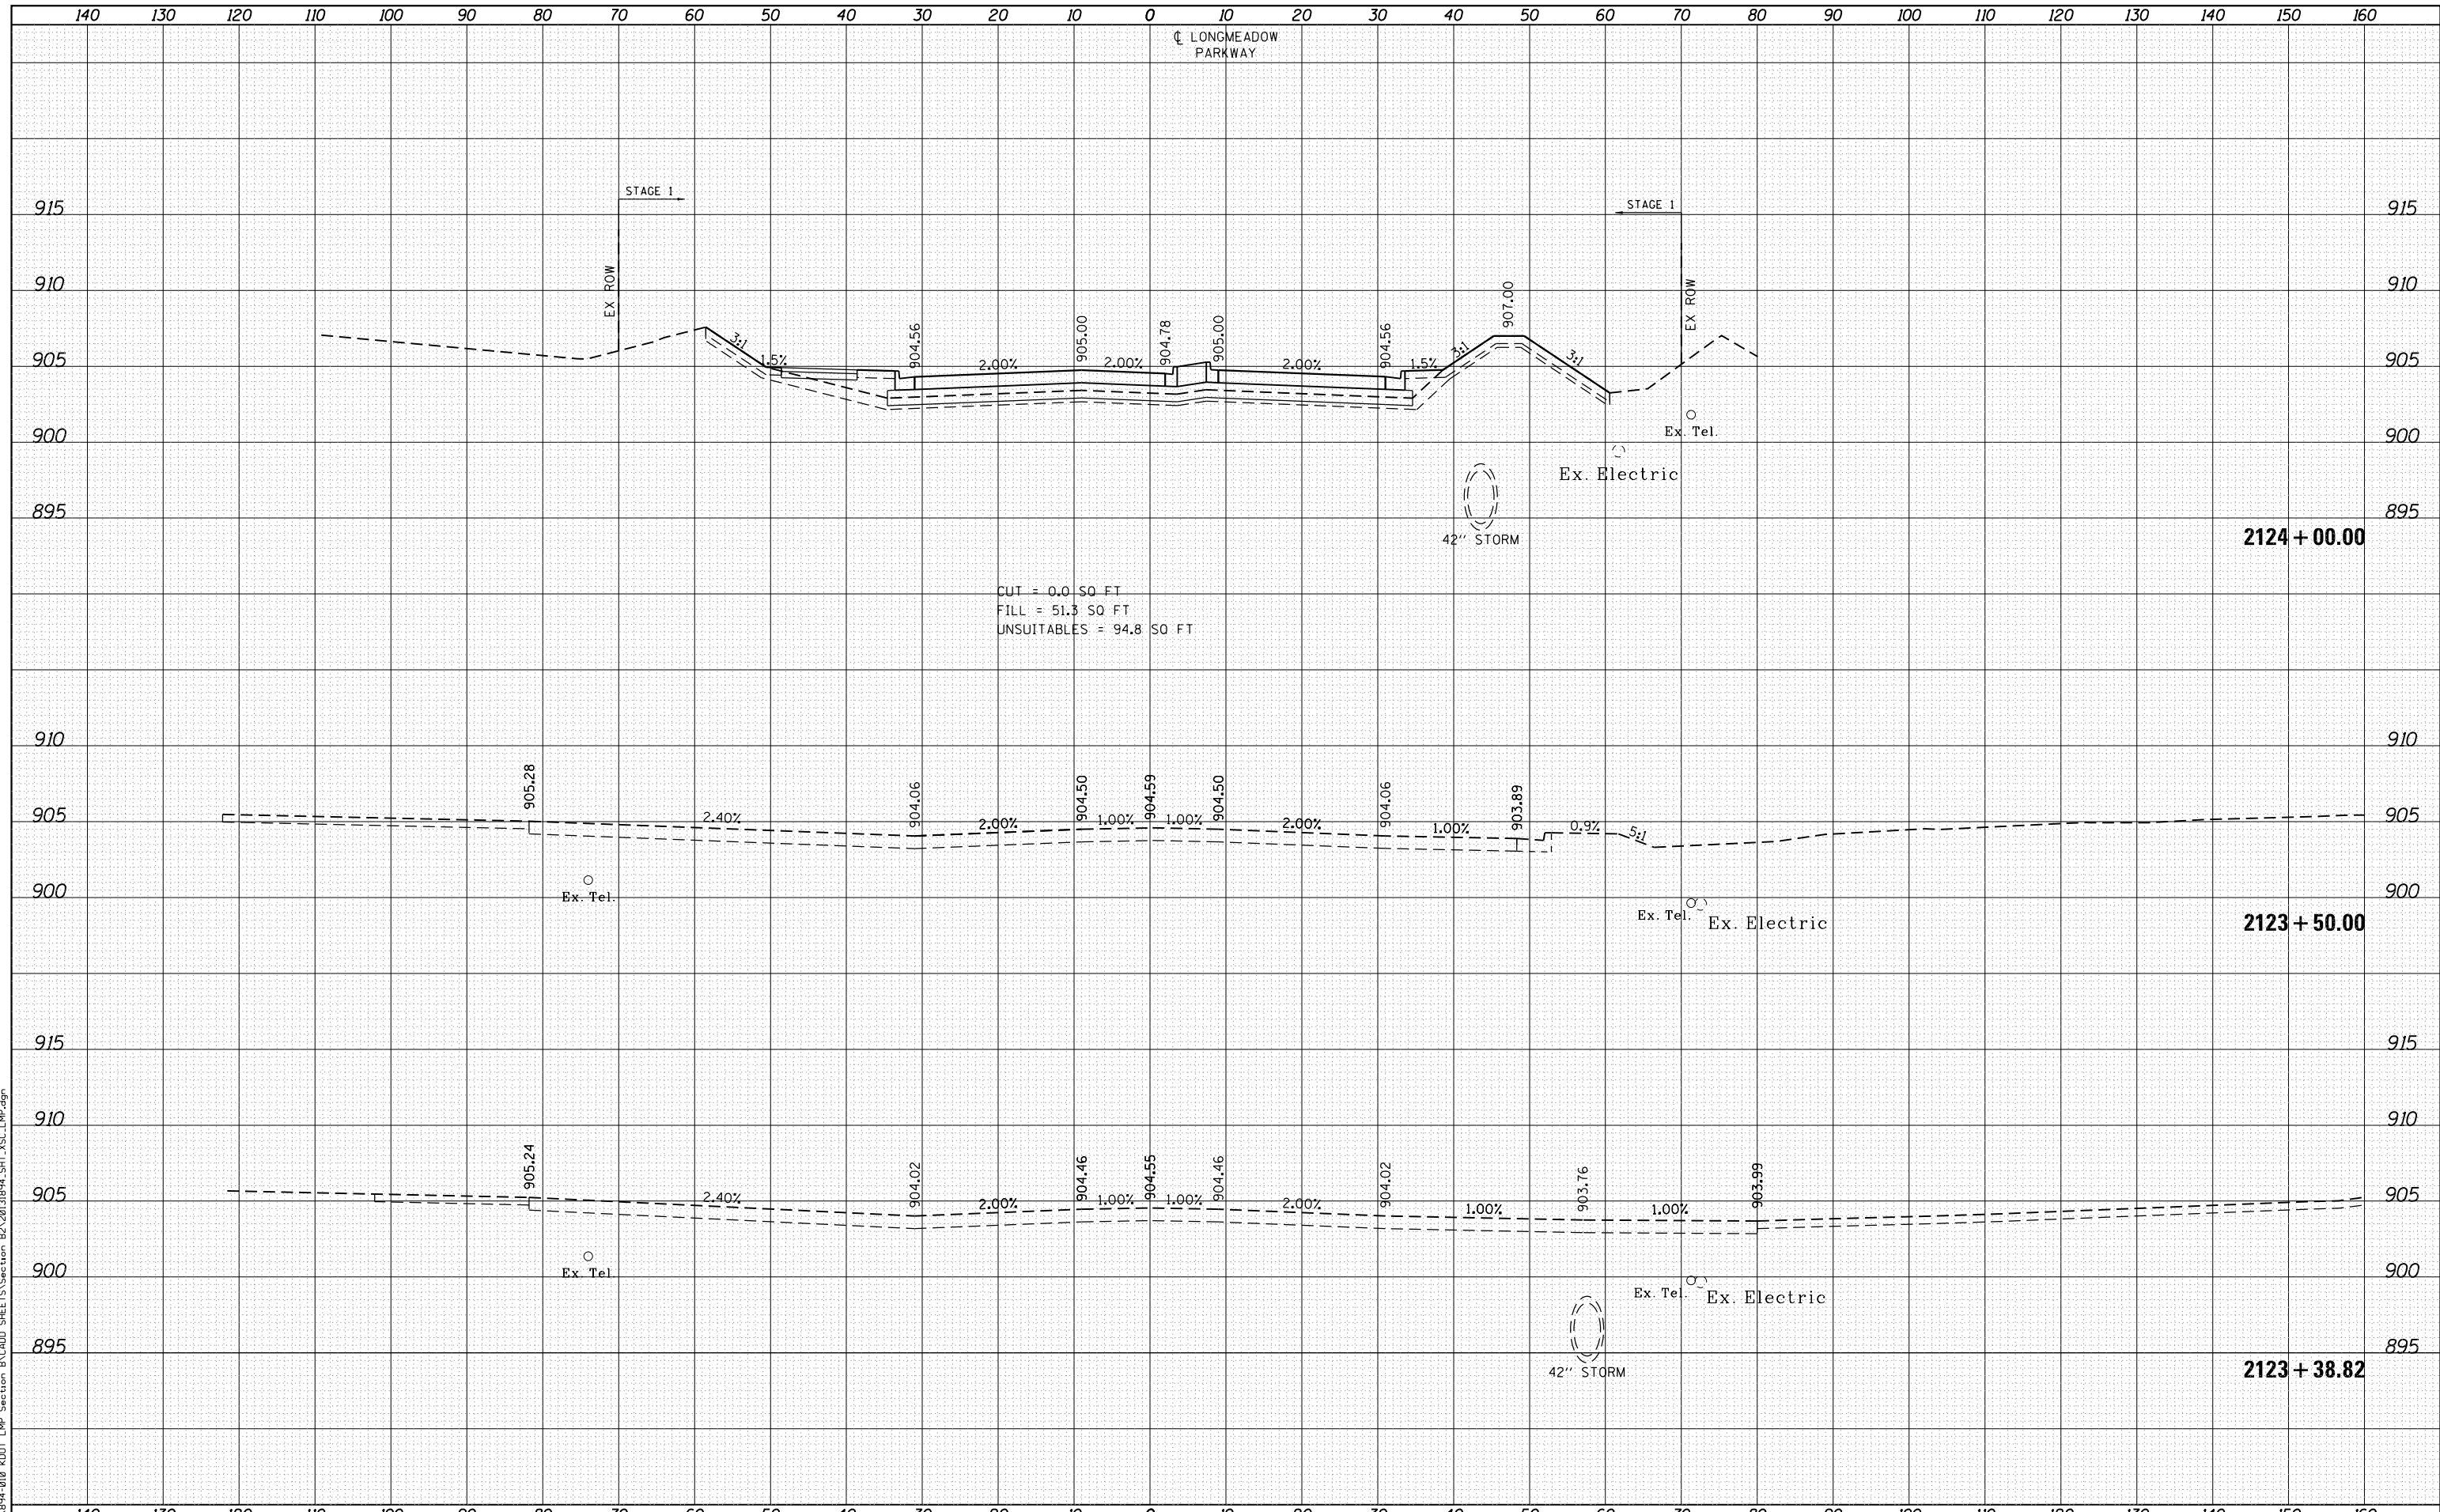 140 130 120 110 100 90 80 70 60 50 40 30 20 10 0 10 20 30 40 50 60 70 80 90 100 110 120 130 140 150 160
℄ LONGMEADOW
PARKWAY
STAGE 1
STAGE 1
915 915
EX ROW
EX ROW
910 910
907.00
904.56
905.00
904.78
905.00
904.56
905 3:1 1.5% 2.00% 2.00% 2.00% 1.5% 3:1 3:1 905
Ex. Tel.
900 900
Ex. Electric
895 895
42'' STORM
2124+00.00
CUT = 0.0 SQ FT
FILL = 51.3 SQ FT
UNSUITABLES = 94.8 SQ FT
910 910
905.28
904.06
904.50
904.59
904.50
904.06
903.89
905 2.40% 2.00% 1.00% 1.00% 2.00% 1.00% 0.9% 5:1 905
900 Ex. Tel. 900
Ex. Tel. Ex. Electric
2123+50.00
915 915
910 910
905.24
904.02
904.46
904.55
904.46
904.02
903.76
903.99
905 2.40% 2.00% 1.00% 1.00% 2.00% 1.00% 1.00% 905
900 Ex. Tel. 900
Ex. Tel. Ex. Electric
895 895
42'' STORM
2123+38.82